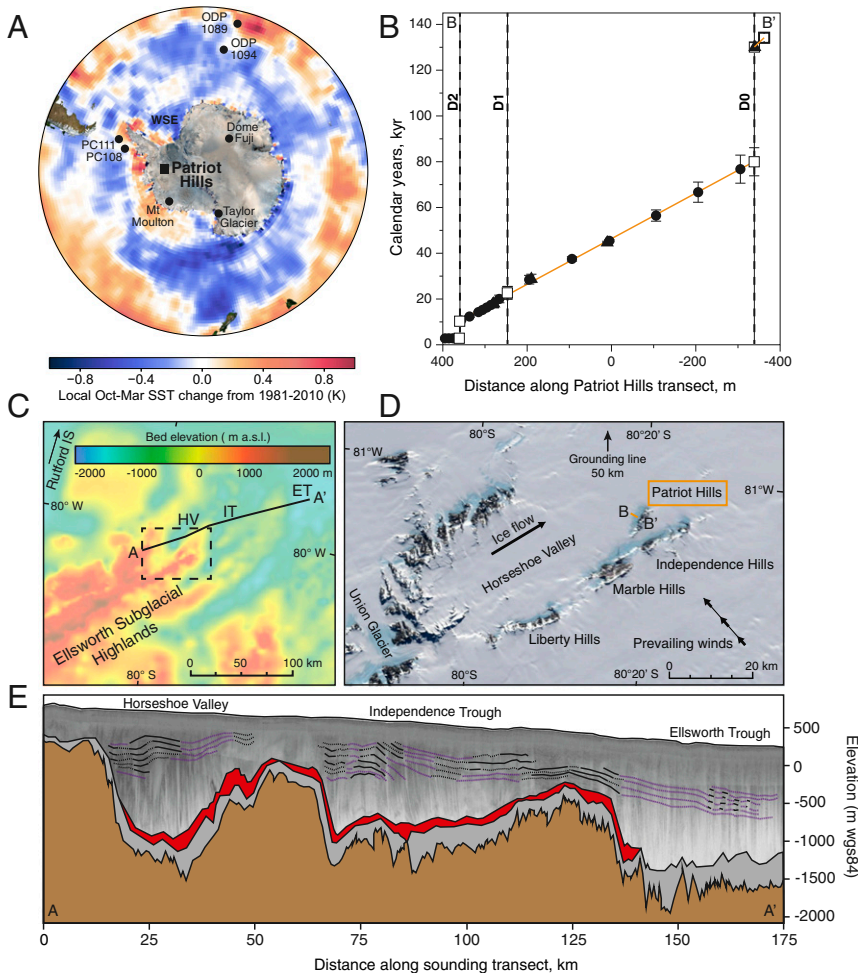 A
ODP
1089
ODP
1094
WSE
Dome
Fuji
PC111
PC108
Patriot
Hills
Mt
Moulton
Taylor
Glacier
−0.8 −0.4 0.0 0.4 0.8
Local Oct-Mar SST change from 1981-2010 (K)
B
B B'
D2
D1
D0
140
120
100
80
60
40
20
0
Calendar years, kyr
400 200 0 -200 -400
Distance along Patriot Hills transect, m
C
Rutford IS
Bed elevation ( m a.s.l.)
-2000 -1000 0 1000 2000 m
80° W
ET
A'
IT
HV
A
80° W
Ellsworth Subglacial
Highlands
0 25 50 100 km
80° S
D
80°S
80°20' S
81°W
Grounding line
50 km
81°W
Patriot Hills
B
B'
Ice flow
Horseshoe Valley
Independence Hills
Marble Hills
Union Glacier
Liberty Hills
Prevailing winds
80°S
80°20' S
0 10 20 km
E
Horseshoe Valley
Independence Trough
Ellsworth Trough
500
0
-500
-1000
-1500
-2000
Elevation (m wgs84)
A A'
0 25 50 75 100 125 150 175
Distance along sounding transect, km